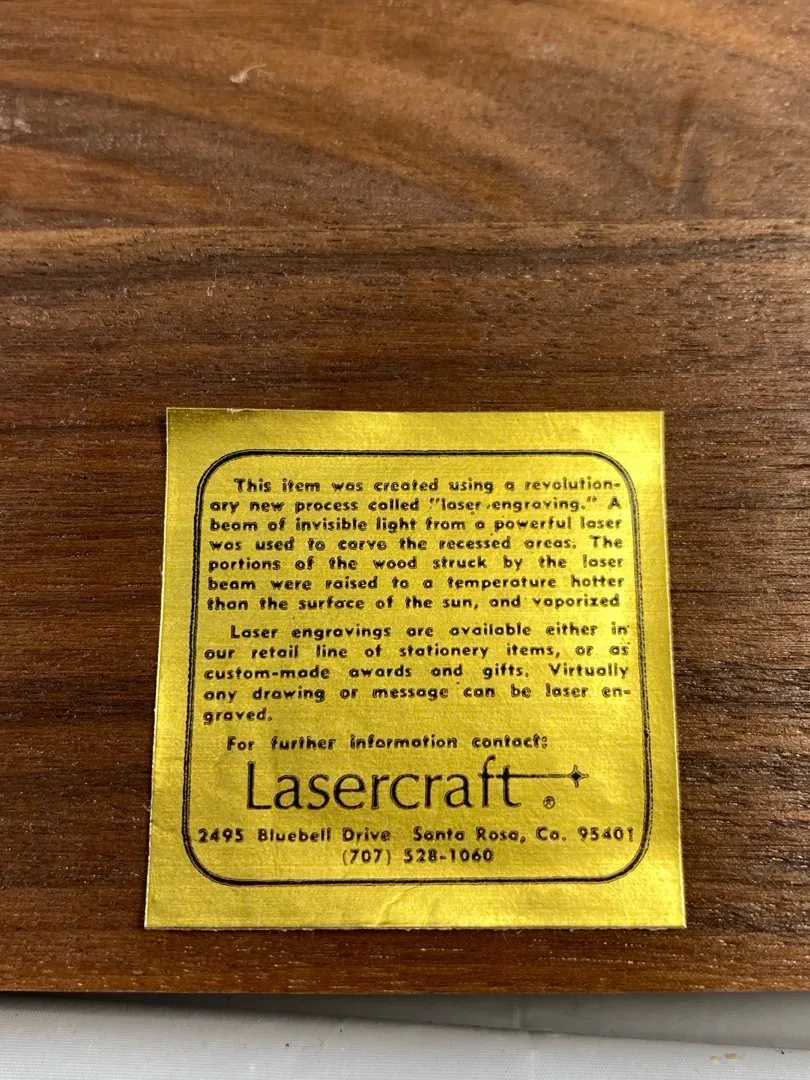 This item was created using a revolution-
ary new process called "laser engraving." A
beam of invisible light from a powerful laser
was used to carve the recessed areas. The
portions of the wood struck by the laser
beam were raised to a temperature hotter
than the surface of the sun, and vaporized
Laser engravings are available either in
our retail line of stationery items, or as
custom-made awards and gifts. Virtually
any drawing or message can be laser en-
graved.
For further information contact:
Lasercraft ®
2495 Bluebell Drive Santa Rosa, Ca. 95401
(707) 528-1060